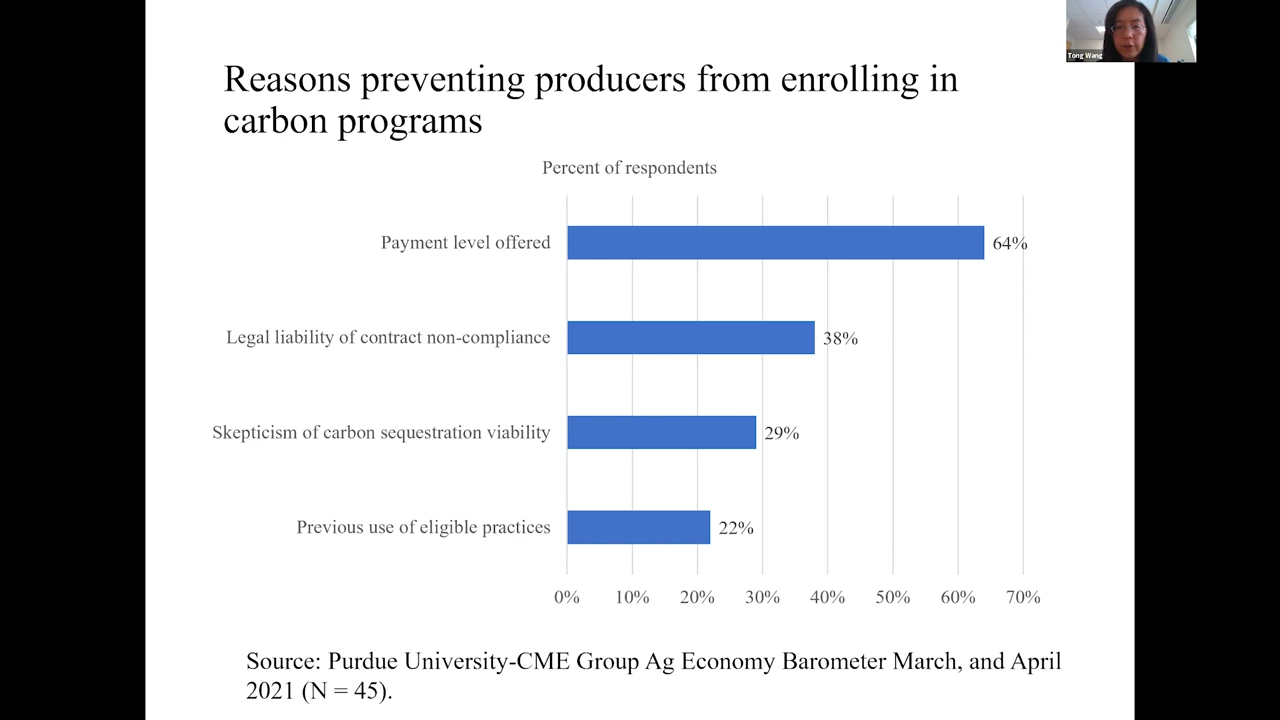 Tong Wang
Reasons preventing producers from enrolling in
carbon programs
Percent of respondents
Payment level offered
64%
Legal liability of contract non-compliance
38%
Skepticism of carbon sequestration viability
29%
Previous use of eligible practices
22%
0% 10% 20% 30% 40% 50% 60% 70%
Source: Purdue University-CME Group Ag Economy Barometer March, and April
2021 (N = 45).